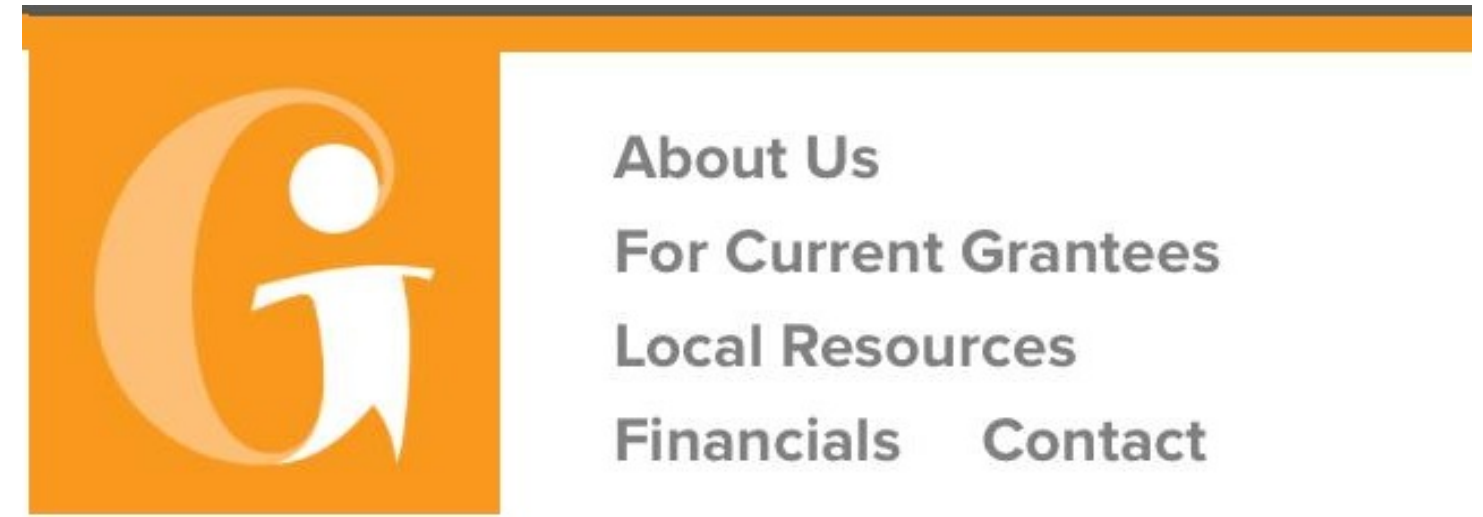 G
About Us
For Current Grantees
Local Resources
Financials Contact